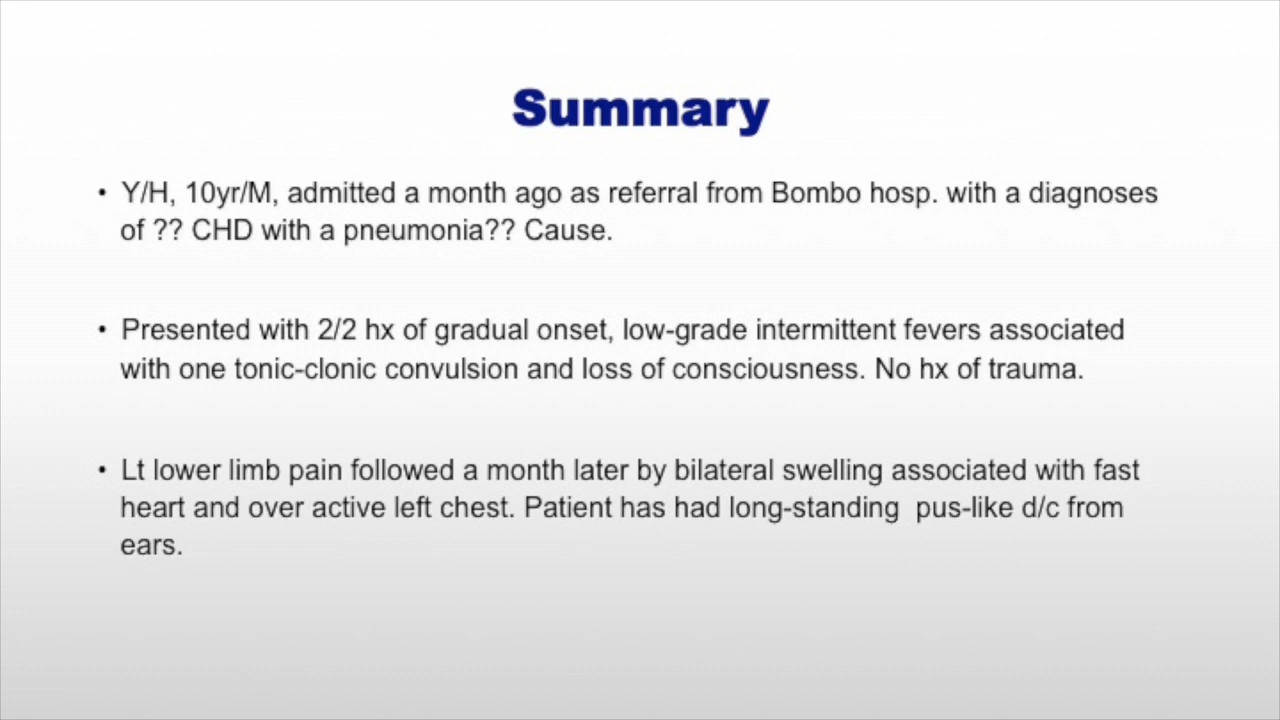 Summary
• Y/H, 10yr/M, admitted a month ago as referral from Bombo hosp. with a diagnoses
of ?? CHD with a pneumonia?? Cause.
• Presented with 2/2 hx of gradual onset, low-grade intermittent fevers associated
with one tonic-clonic convulsion and loss of consciousness. No hx of trauma.
• Lt lower limb pain followed a month later by bilateral swelling associated with fast
heart and over active left chest. Patient has had long-standing  pus-like d/c from
ears.